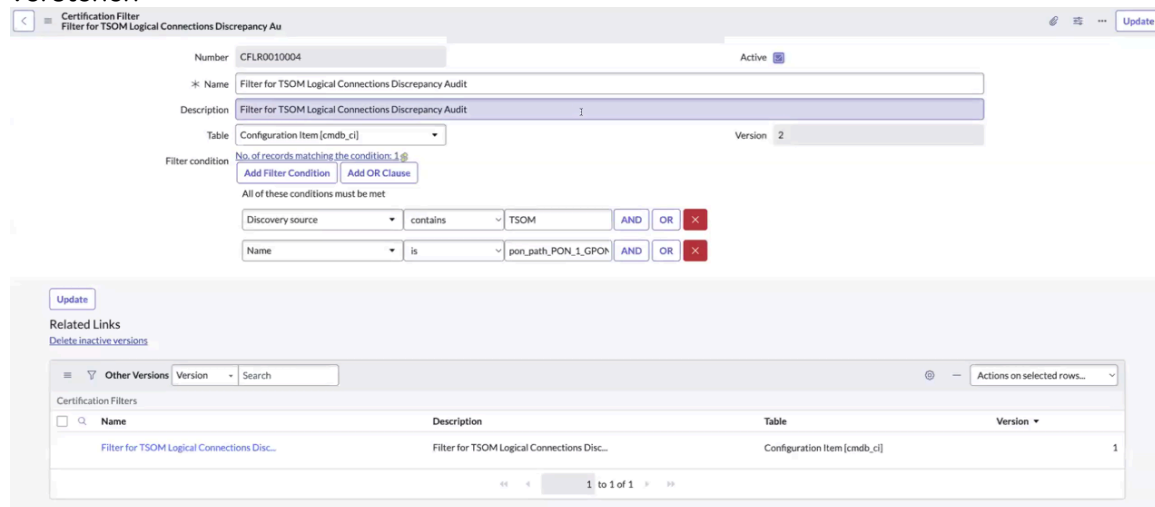 Certification Filter
Filter for TSOM Logical Connections Discrepancy Au
Update
Number CFLR0010004 Active
* Name Filter for TSOM Logical Connections Discrepancy Audit
Description Filter for TSOM Logical Connections Discrepancy Audit
Table Configuration Item [cmdb_ci] Version 2
Filter condition No. of records matching the condition: 1
Add Filter Condition Add OR Clause
All of these conditions must be met
Discovery source contains TSOM AND OR
Name is pon_path_PON_1_GPON AND OR
Update
Related Links
Delete inactive versions
Other Versions Version Search Actions on selected rows...
Certification Filters
Name Description Table Version
Filter for TSOM Logical Connections Disc... Filter for TSOM Logical Connections Disc... Configuration Item [cmdb_ci] 1
1 to 1 of 1